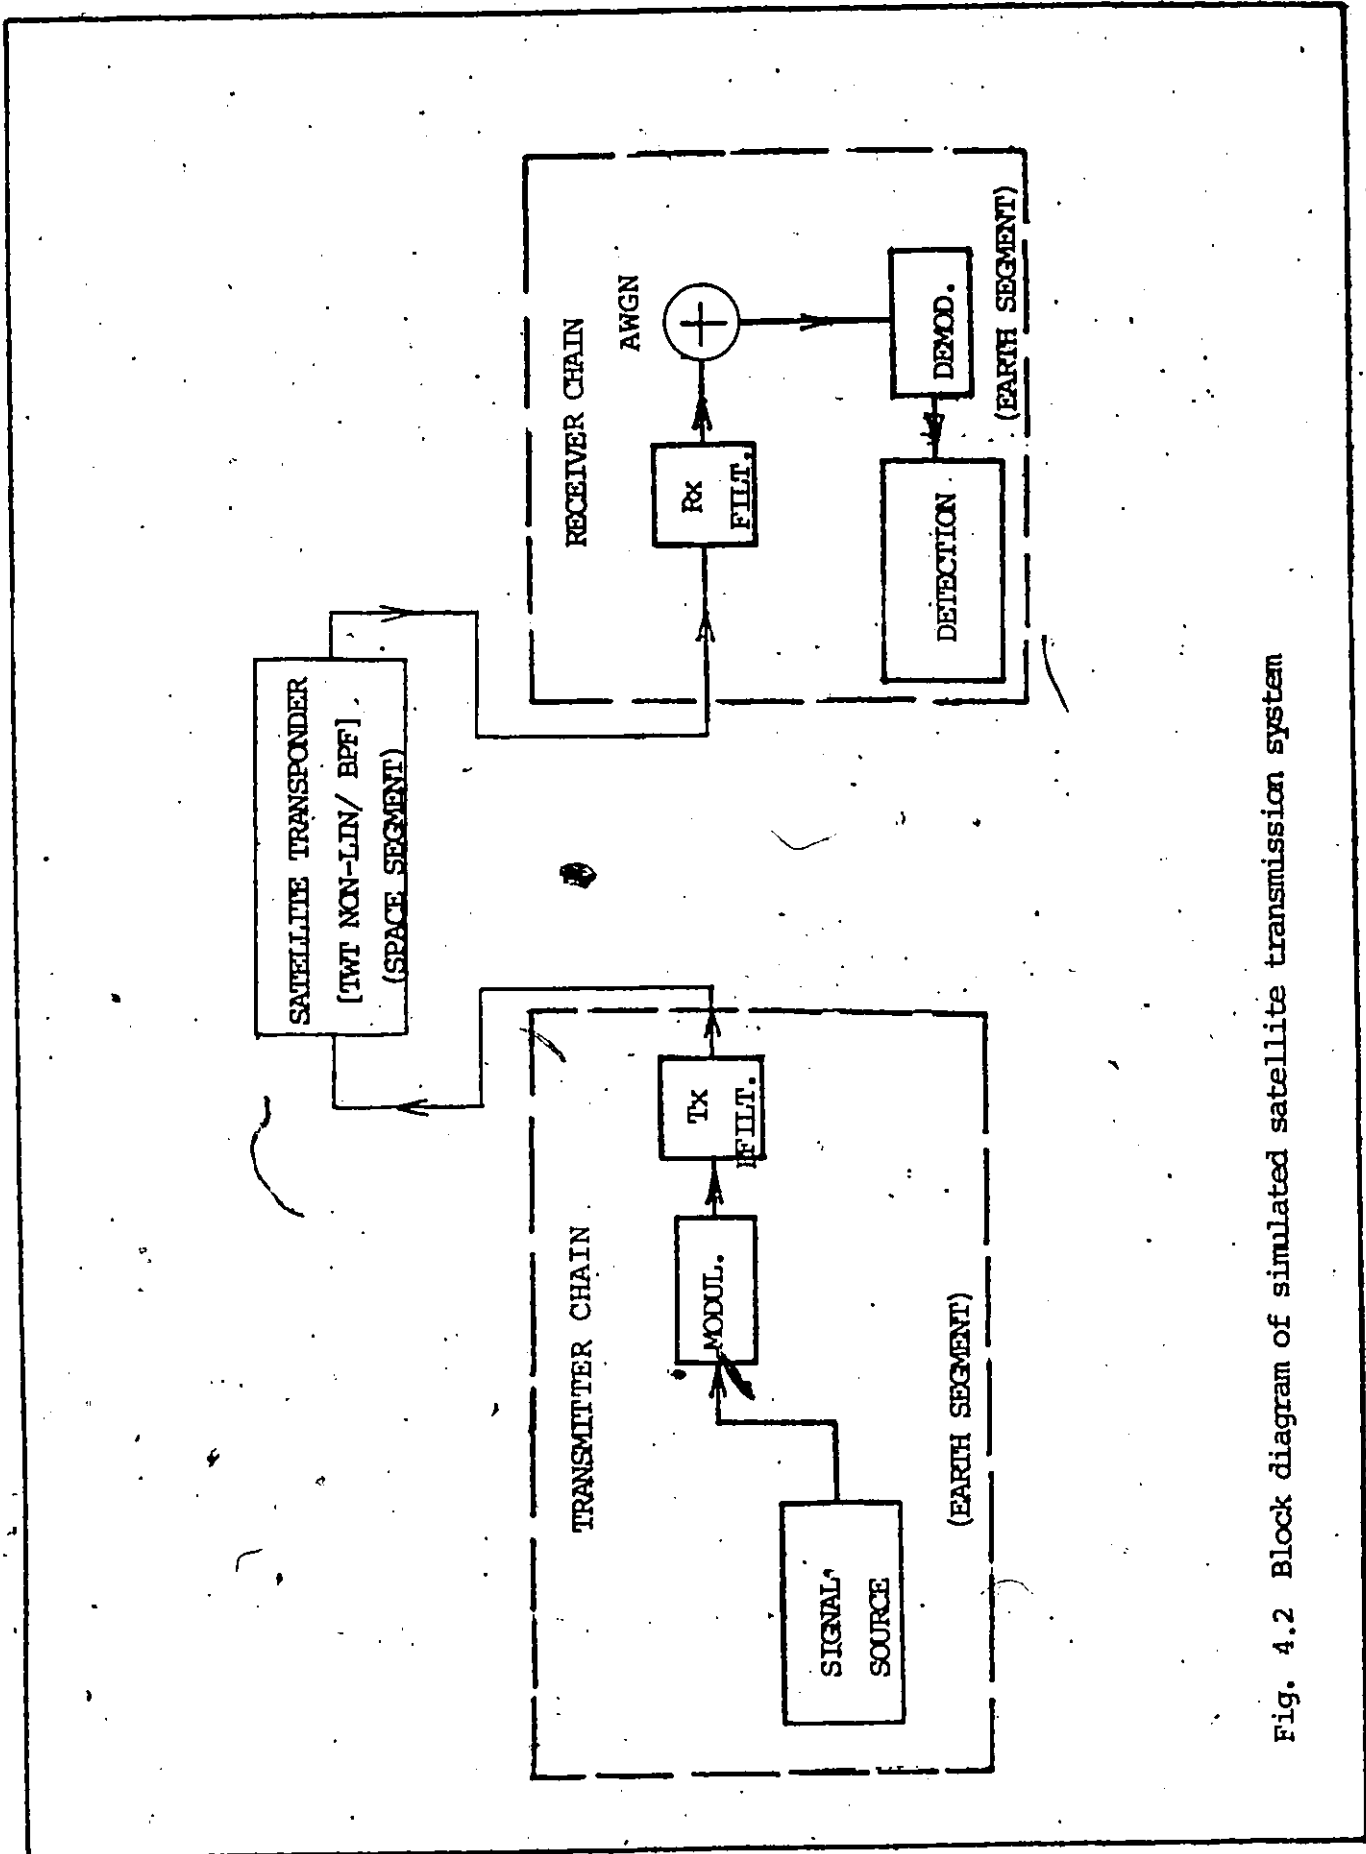 SATELLITE TRANSPONDER
[TWT NON-LIN/ BPF]
(SPACE SEGMENT)
TRANSMITTER CHAIN
Tx
FILT.
MODUL.
SIGNAL
SOURCE
(EARTH SEGMENT)
RECEIVER CHAIN
AWGN
+
Rx
FILT.
DEMOD.
DETECTION
(EARTH SEGMENT)
Fig. 4.2 Block diagram of simulated satellite transmission system